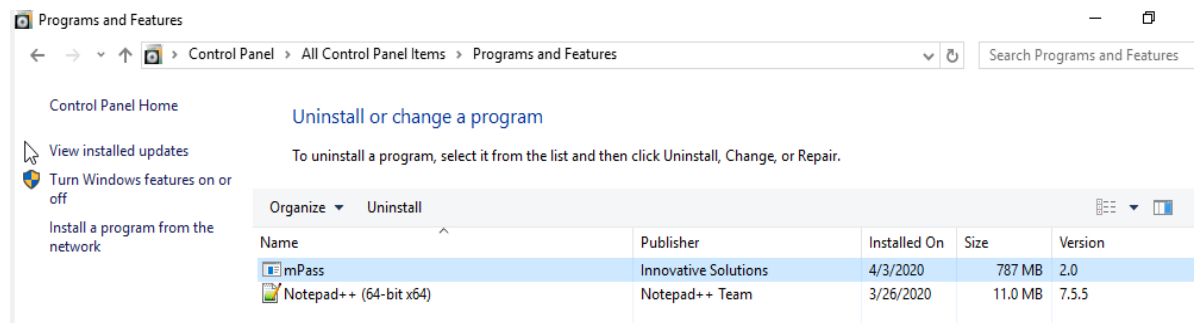 Programs and Features
Control Panel > All Control Panel Items > Programs and Features
Search Programs and Features
Control Panel Home
View installed updates
Turn Windows features on or
off
Install a program from the
network
Uninstall or change a program
To uninstall a program, select it from the list and then click Uninstall, Change, or Repair.
Organize Uninstall
Name Publisher Installed On Size Version
mPass Innovative Solutions 4/3/2020 787 MB 2.0
Notepad++ (64-bit x64) Notepad++ Team 3/26/2020 11.0 MB 7.5.5